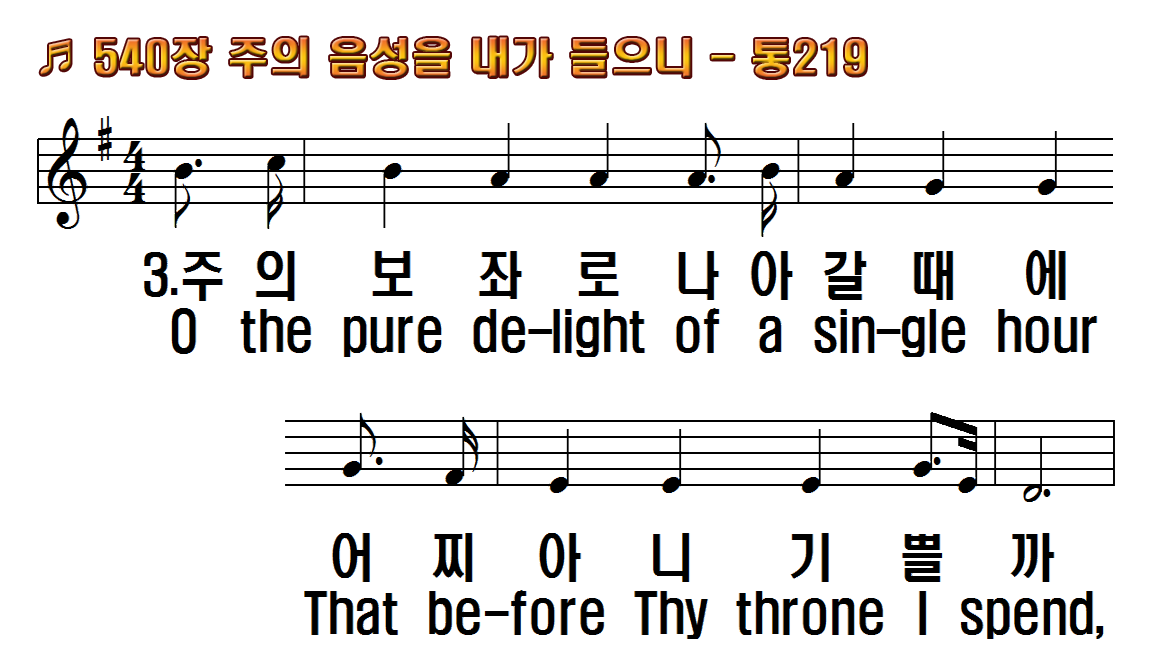 ♬ 540장 주의 음성을 내가 들으니 - 통219
3.주 의 보 좌 로 나 아 갈 때 에
O the pure de-light of a sin-gle hour
어 찌 아 니 기 쁠 까
That be-fore Thy throne I spend,